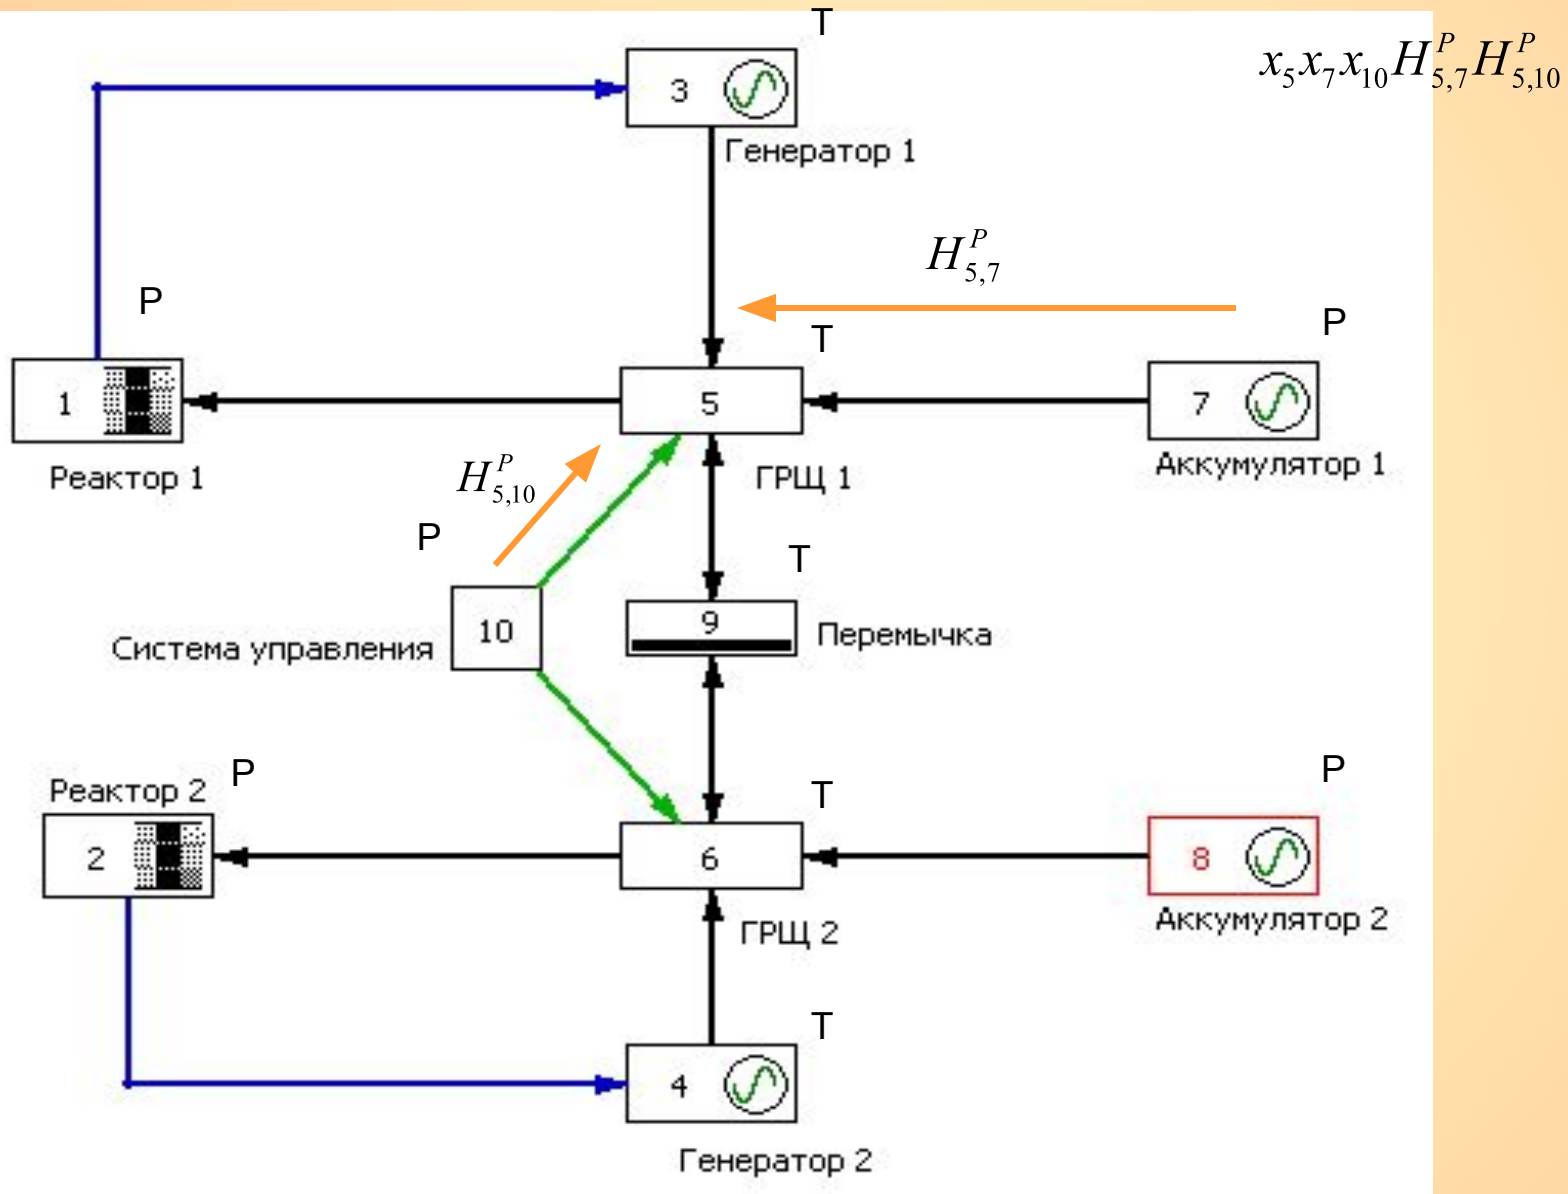 T
x₅x₇x₁₀H^P_{5,7}H^P_{5,10}
3
Генератор 1
H^P_{5,7}
P
T
P
1
5
7
Реактор 1
H^P_{5,10}
ГРЩ 1
Аккумулятор 1
P
T
10
9
Система управления
Перемычка
Реактор 2
P
T
P
2
6
8
ГРЩ 2
Аккумулятор 2
T
4
Генератор 2